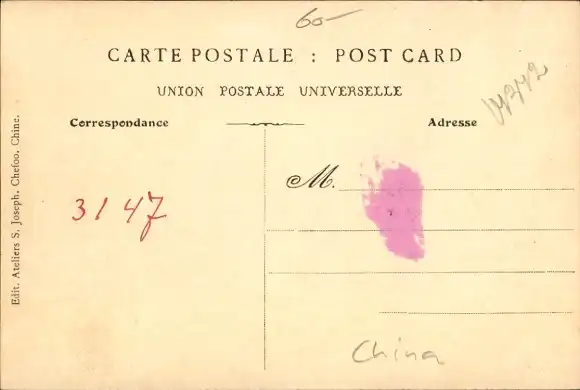 60–
CARTE POSTALE : POST CARD
UNION POSTALE UNIVERSELLE
Correspondance
Adresse
M.
3147
China
Edit. Ateliers S. Joseph. Chefoo. Chine.